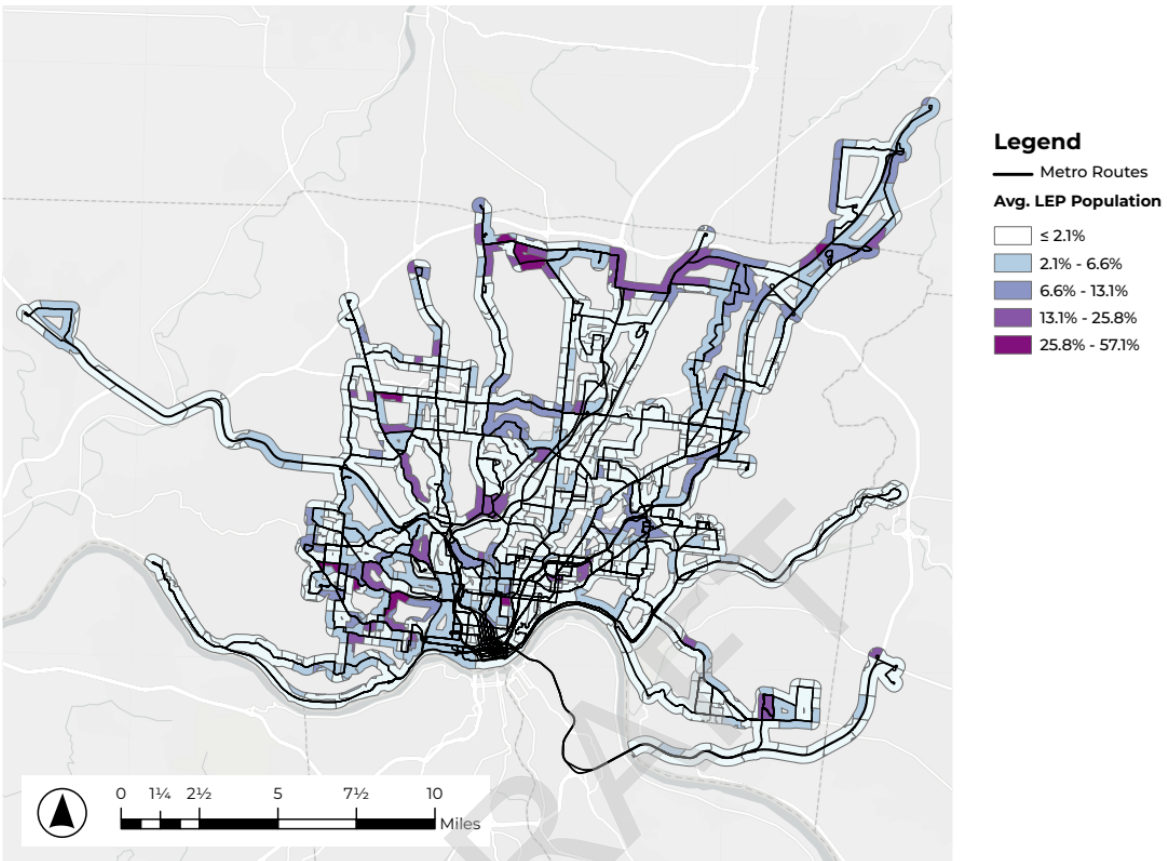 Legend
Metro Routes
Avg. LEP Population
≤ 2.1%
2.1% - 6.6%
6.6% - 13.1%
13.1% - 25.8%
25.8% - 57.1%
0 1¼ 2½ 5 7½ 10
Miles
DRAFT